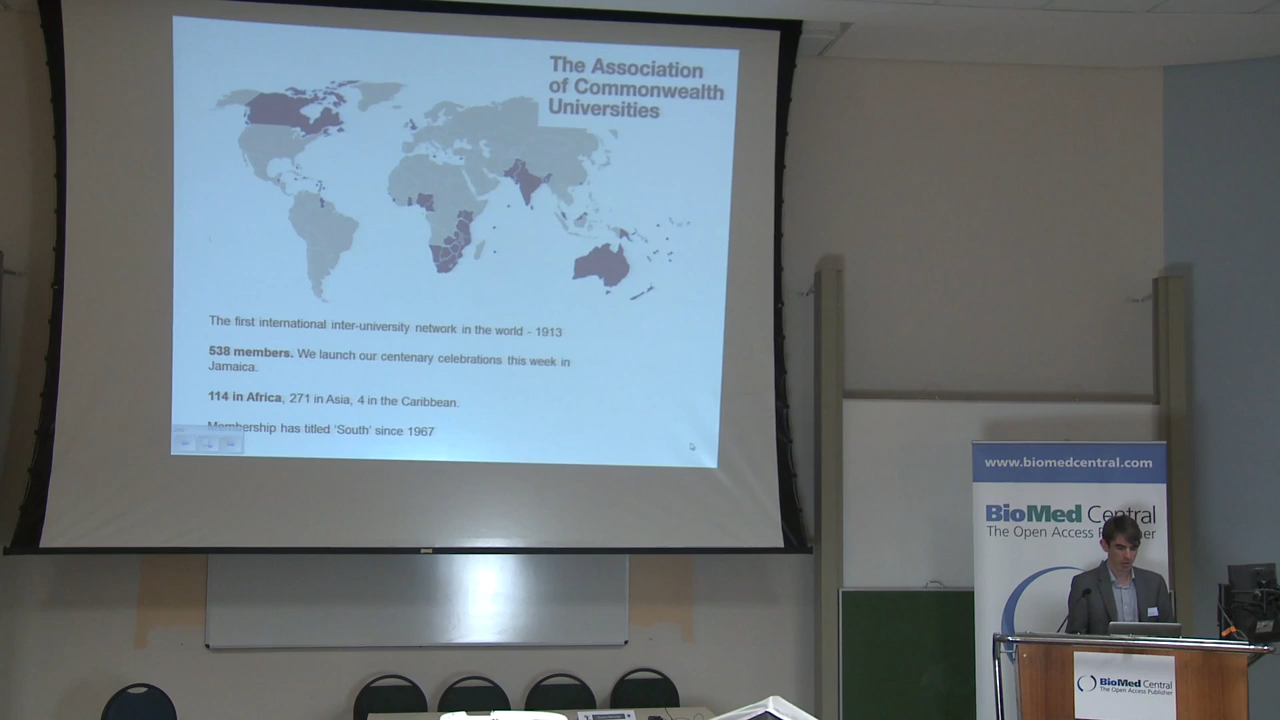 The Association
of Commonwealth
Universities
The first international inter-university network in the world - 1913
538 members. We launch our centenary celebrations this week in
Jamaica.
114 in Africa, 271 in Asia, 4 in the Caribbean.
Membership has titled 'South' since 1967
www.biomedcentral.com
BioMed Central
The Open Access Publisher
BioMed Central
The Open Access Publisher